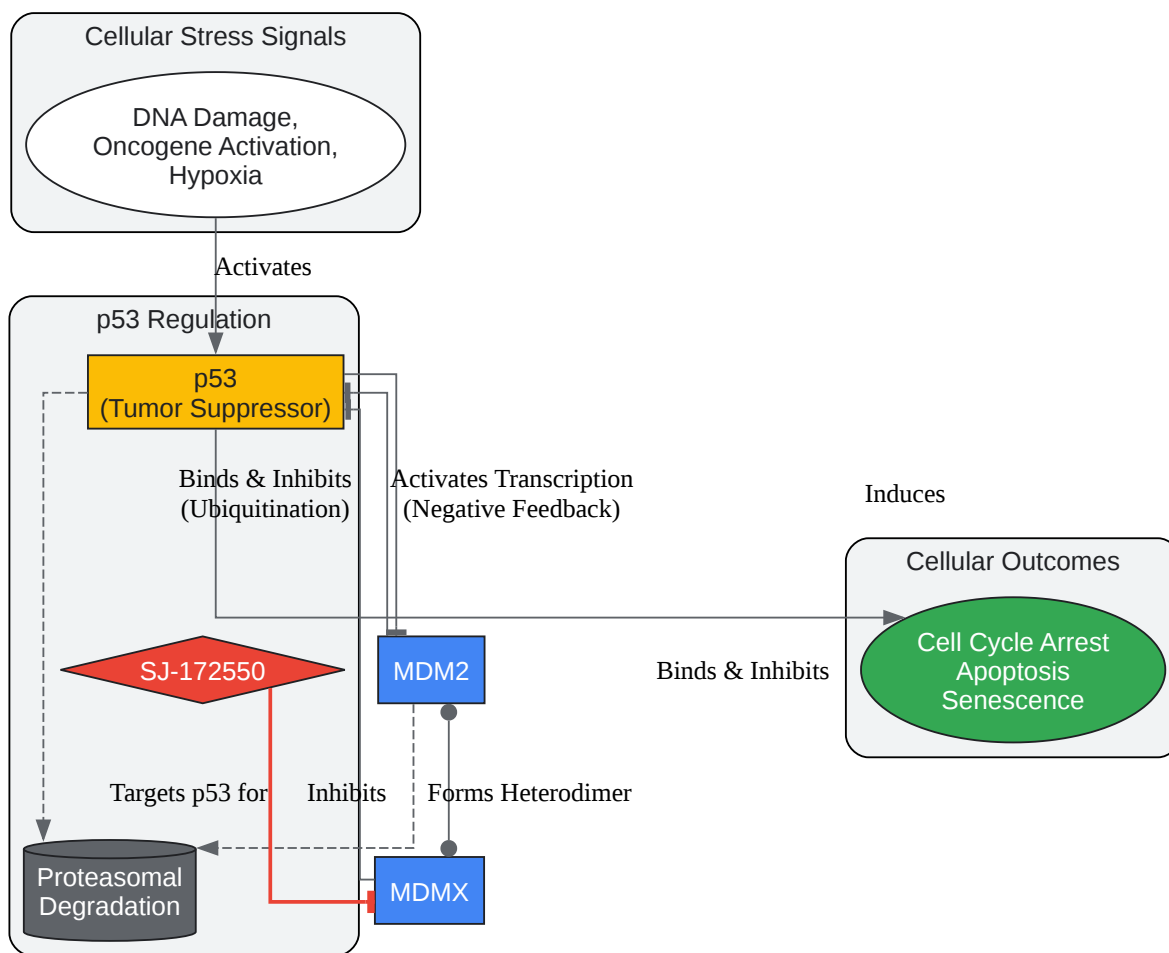 Cellular Stress Signals
DNA Damage,
Oncogene Activation,
Hypoxia
Activates
p53 Regulation
p53
(Tumor Suppressor)
Binds & Inhibits
(Ubiquitination)
Activates Transcription
(Negative Feedback)
Induces
Cellular Outcomes
Cell Cycle Arrest
Apoptosis
Senescence
SJ-172550
MDM2
Binds & Inhibits
Targets p53 for
Inhibits
Forms Heterodimer
Proteasomal
Degradation
MDMX